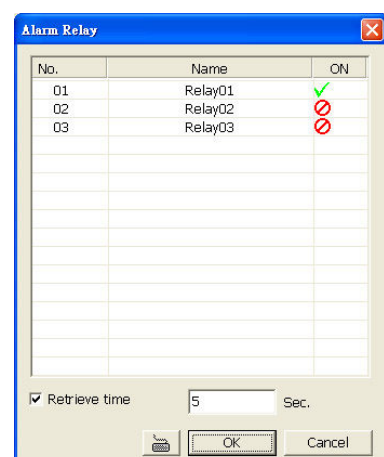 Alarm Relay
No. Name ON
01 Relay01
02 Relay02
03 Relay03
Retrieve time 5 Sec.
OK Cancel